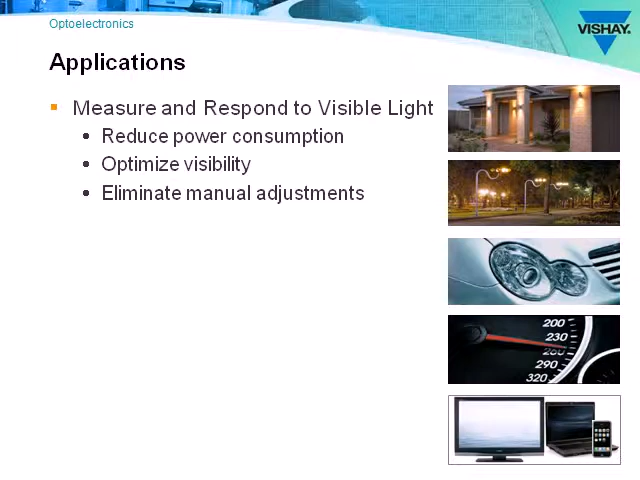 Optoelectronics
VISHAY.
Applications
Measure and Respond to Visible Light
• Reduce power consumption
• Optimize visibility
• Eliminate manual adjustments
200
230
260
290
320